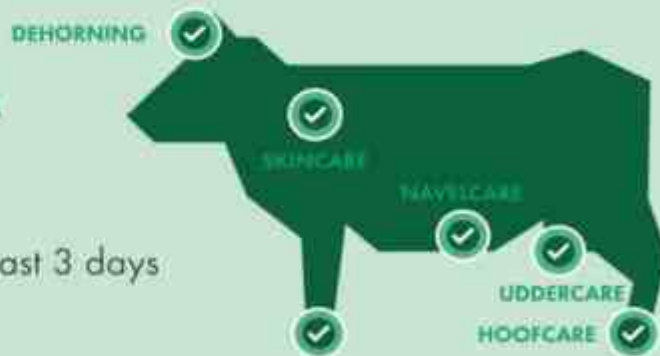 DEHORNING
SKINCARE
NAVELCARE
ast 3 days
UDDERCARE
HOOFCARE